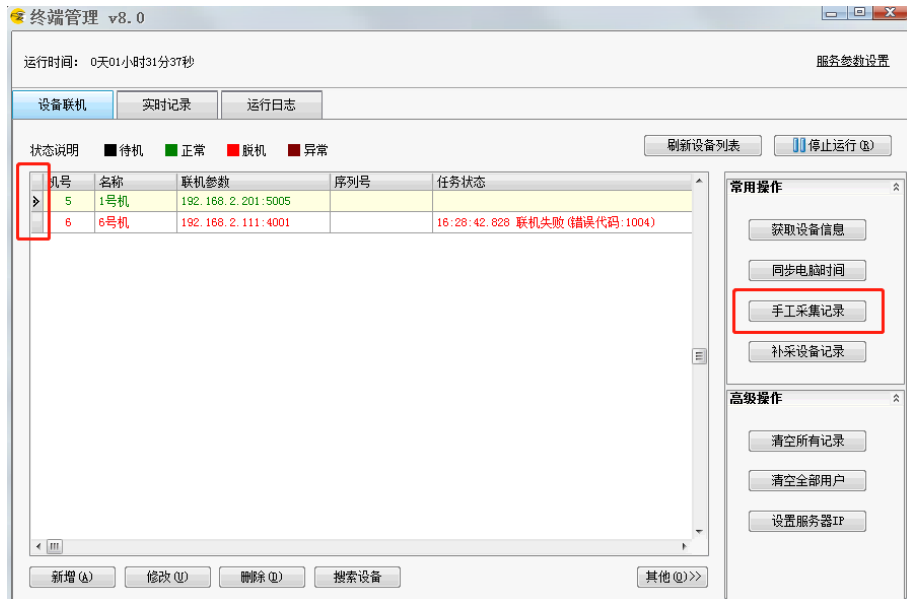 终端管理 v8.0
运行时间: 0天01小时31分37秒
服务参数设置
设备联机 实时记录 运行日志
状态说明 待机 正常 脱机 异常
刷新设备列表 停止运行(R)
机号 名称 联机参数 序列号 任务状态
5 1号机 192.168.2.201:5005
6 6号机 192.168.2.111:4001 16:28:42.828 联机失败(错误代码:1004)
常用操作
获取设备信息
同步电脑时间
手工采集记录
补采设备记录
高级操作
清空所有记录
清空全部用户
设置服务器IP
新增(A) 修改(U) 删除(D) 搜索设备 其他(O)>>